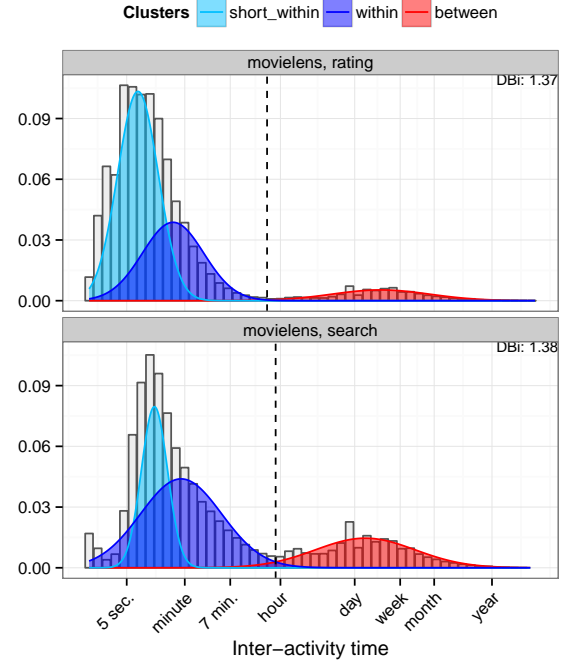 Clusters short_within within between
movielens, rating
DBi: 1.37
0.09
0.06
0.03
0.00
movielens, search
DBi: 1.38
0.09
0.06
0.03
0.00
5 sec. minute 7 min. hour day week month year
Inter−activity time